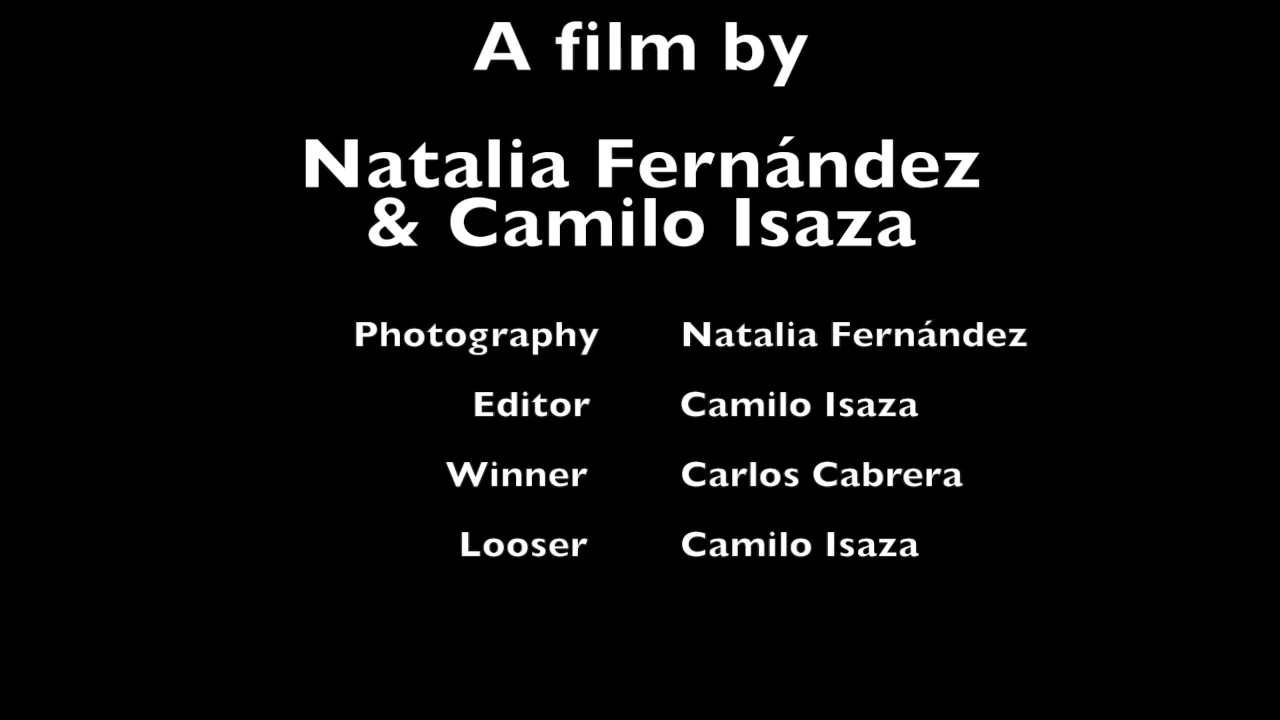 A film by
Natalia Fernández
& Camilo Isaza
Photography Natalia Fernández
Editor Camilo Isaza
Winner Carlos Cabrera
Looser Camilo Isaza